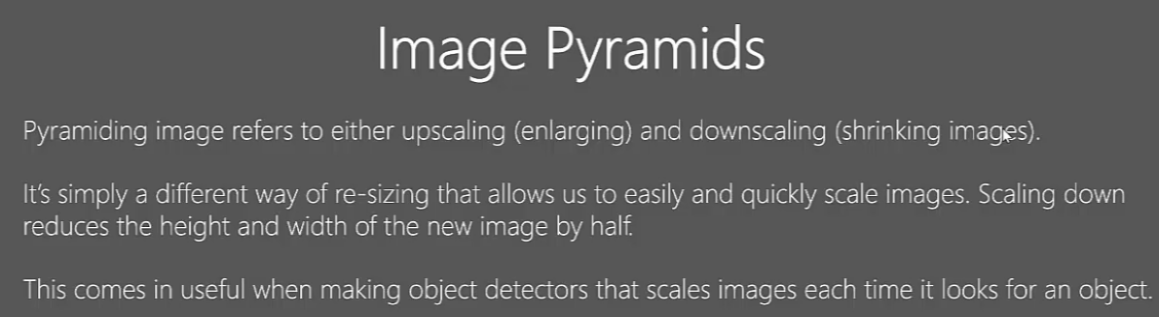 Image Pyramids
Pyramiding image refers to either upscaling (enlarging) and downscaling (shrinking images).
It's simply a different way of re-sizing that allows us to easily and quickly scale images. Scaling down
reduces the height and width of the new image by half.
This comes in useful when making object detectors that scales images each time it looks for an object.